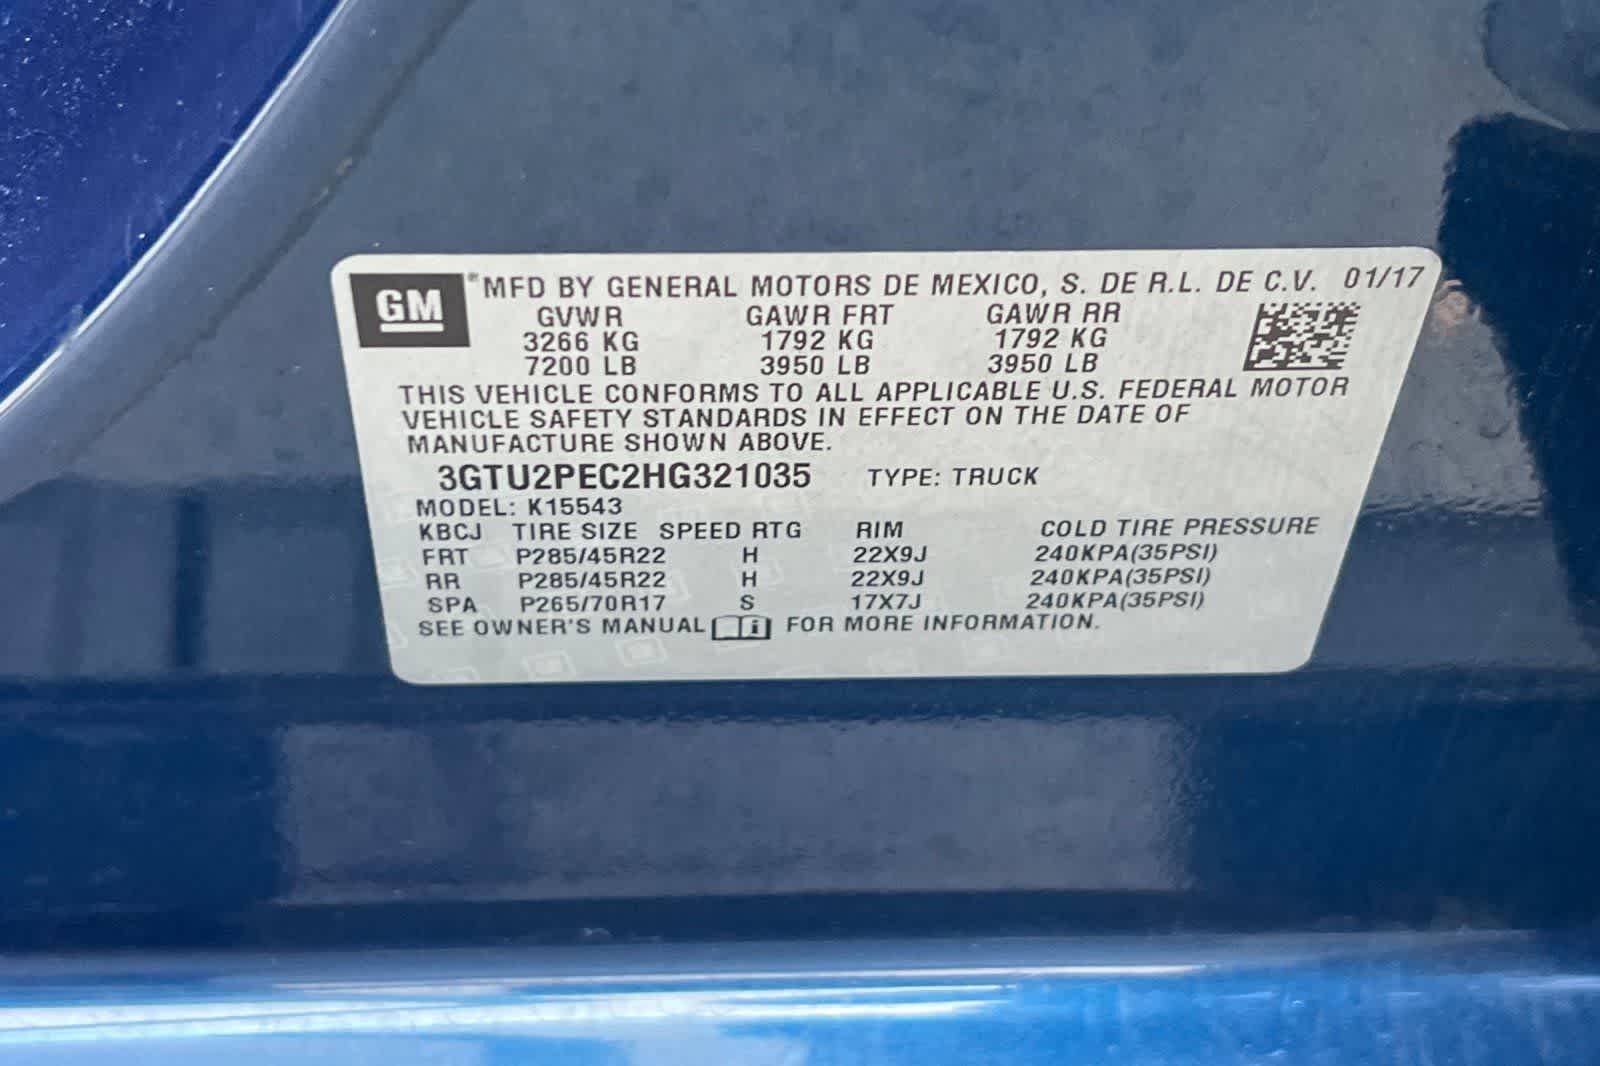 GM ® MFD BY GENERAL MOTORS DE MEXICO, S. DE R.L. DE C.V. 01/17
GVWR GAWR FRT GAWR RR
3266 KG 1792 KG 1792 KG
7200 LB 3950 LB 3950 LB
THIS VEHICLE CONFORMS TO ALL APPLICABLE U.S. FEDERAL MOTOR
VEHICLE SAFETY STANDARDS IN EFFECT ON THE DATE OF
MANUFACTURE SHOWN ABOVE.
3GTU2PEC2HG321035 TYPE: TRUCK
MODEL: K15543
KBCJ TIRE SIZE SPEED RTG RIM COLD TIRE PRESSURE
FRT P285/45R22 H 22X9J 240KPA(35PSI)
RR P285/45R22 H 22X9J 240KPA(35PSI)
SPA P265/70R17 S 17X7J 240KPA(35PSI)
SEE OWNER'S MANUAL i FOR MORE INFORMATION.